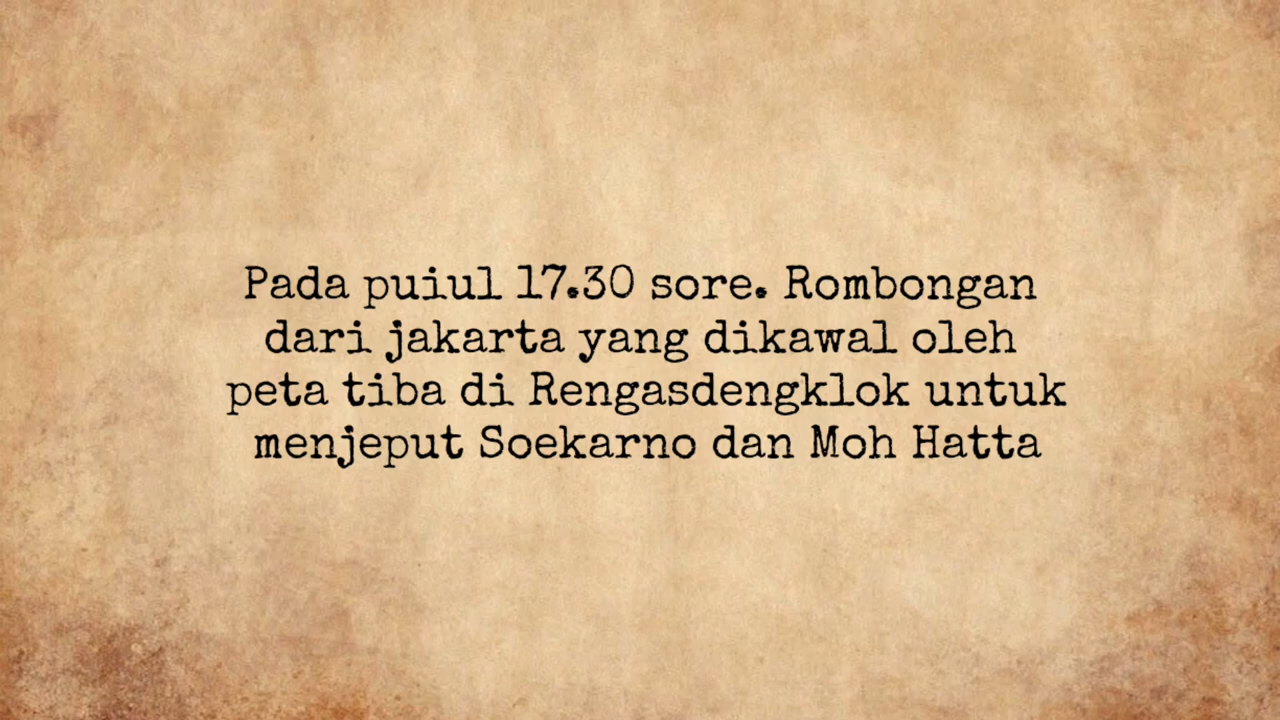 Pada puiul 17.30 sore. Rombongan
dari jakarta yang dikawal oleh
peta tiba di Rengasdengklok untuk
menjeput Soekarno dan Moh Hatta